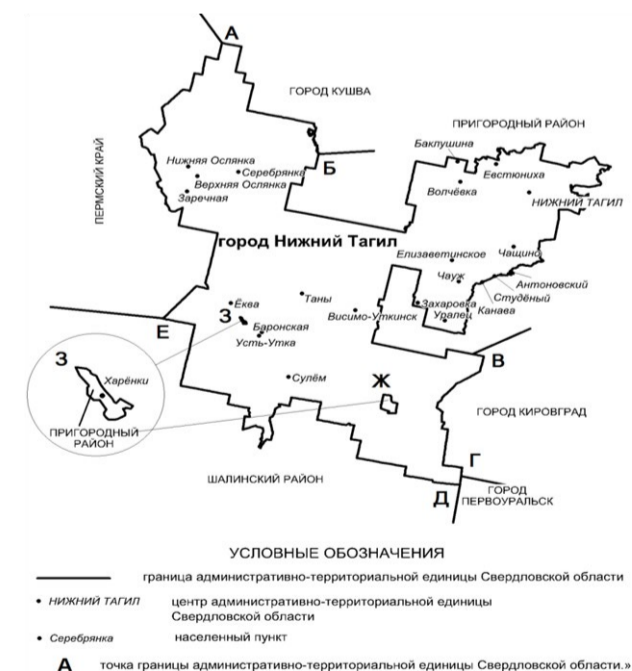 А
ГОРОД КУШВА
ПРИГОРОДНЫЙ РАЙОН
Баклушина
ПЕРМСКИЙ КРАЙ
Нижняя Ослянка
Серебрянка
Верхняя Ослянка
Заречная
Б
Евстюниха
Волчёвка
НИЖНИЙ ТАГИЛ
город Нижний Тагил
Елизаветинское
Чащино
Чауж
Антоновский
Студёный
Канава
Захаровка
Уралец
Ёква
Таны
З
Висимо-Уткинск
Баронская
Усть-Утка
Е
В
З
Харёнки
Сулём
Ж
ПРИГОРОДНЫЙ
РАЙОН
ГОРОД КИРОВГРАД
ШАЛИНСКИЙ РАЙОН
Г
Д
ГОРОД
ПЕРВОУРАЛЬСК
УСЛОВНЫЕ ОБОЗНАЧЕНИЯ
граница административно-территориальной единицы Свердловской области
• НИЖНИЙ ТАГИЛ центр административно-территориальной единицы
Свердловской области
• Серебрянка населенный пункт
А точка границы административно-территориальной единицы Свердловской области.»